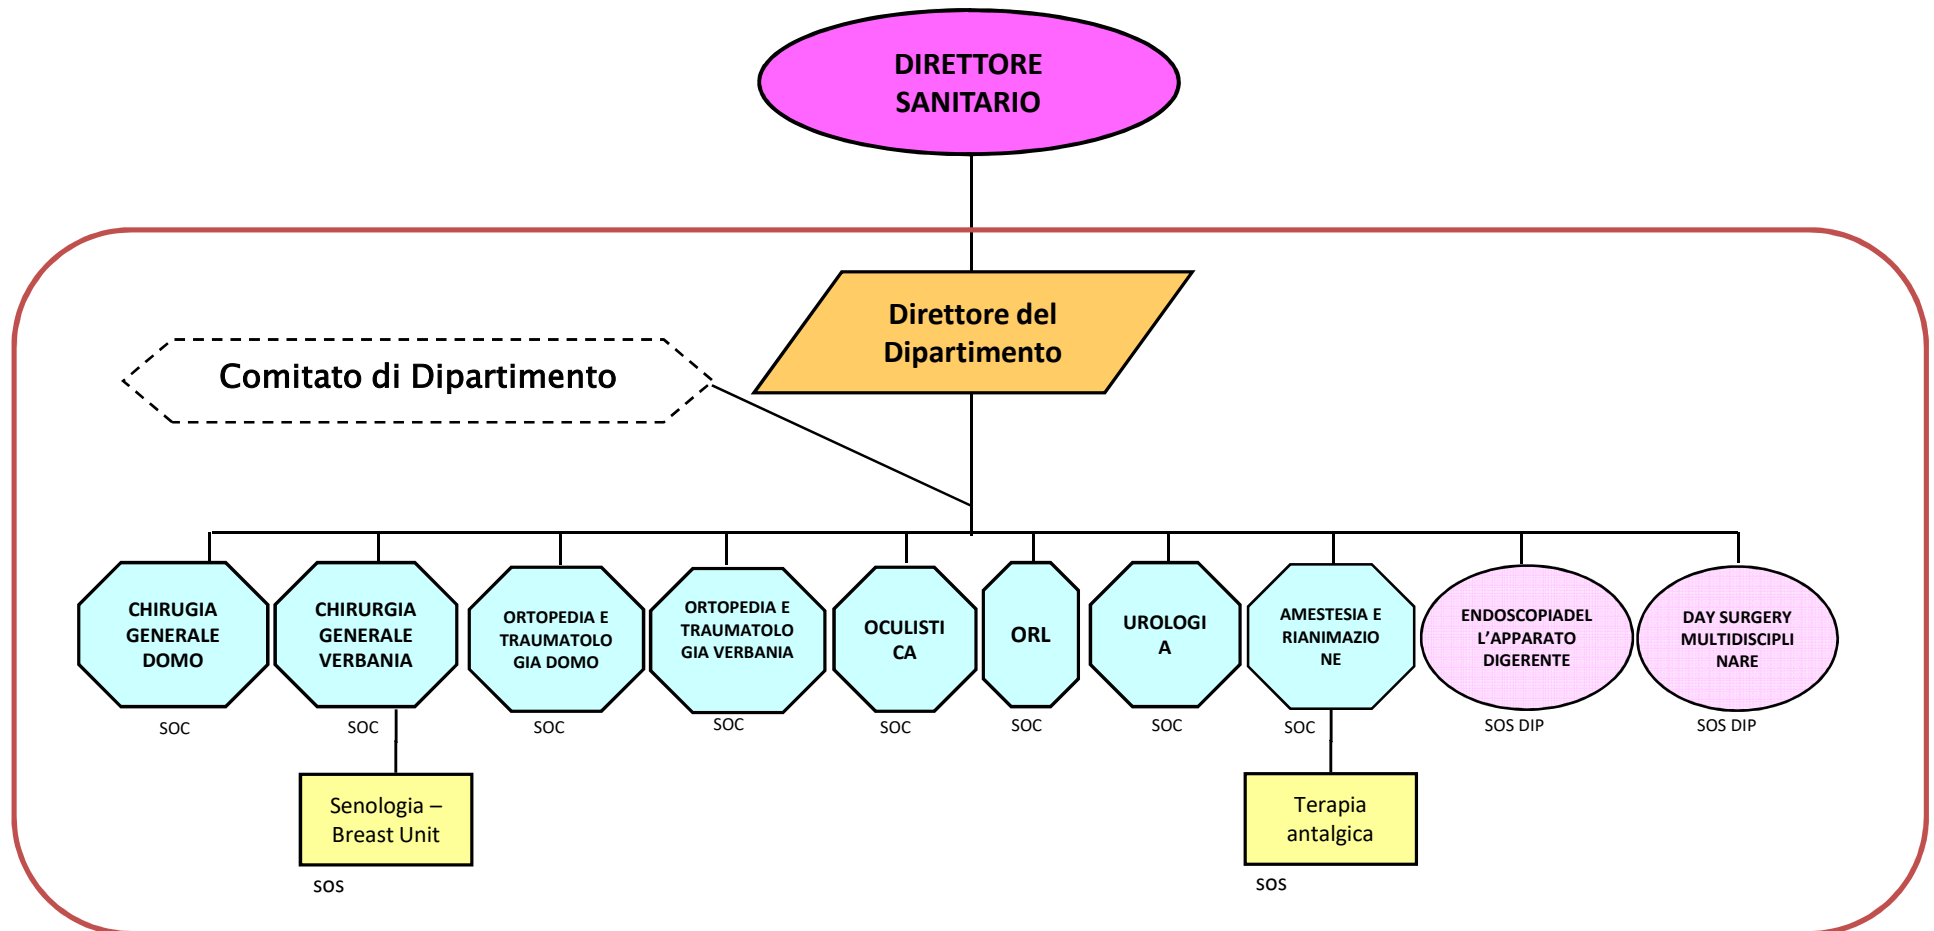 DIRETTORE
SANITARIO
Direttore del
Dipartimento
Comitato di Dipartimento
CHIRUGIA
GENERALE
DOMO
CHIRURGIA
GENERALE
VERBANIA
ORTOPEDIA E
TRAUMATOLO
GIA DOMO
ORTOPEDIA E
TRAUMATOLO
GIA VERBANIA
OCULISTI
CA
ORL
UROLOGI
A
AMESTESIA E
RIANIMAZIO
NE
ENDOSCOPIADEL
L’APPARATO
DIGERENTE
DAY SURGERY
MULTIDISCIPLI
NARE
SOC
SOC
SOC
SOC
SOC
SOC
SOC
SOC
SOS DIP
SOS DIP
Senologia –
Breast Unit
Terapia
antalgica
sos
sos